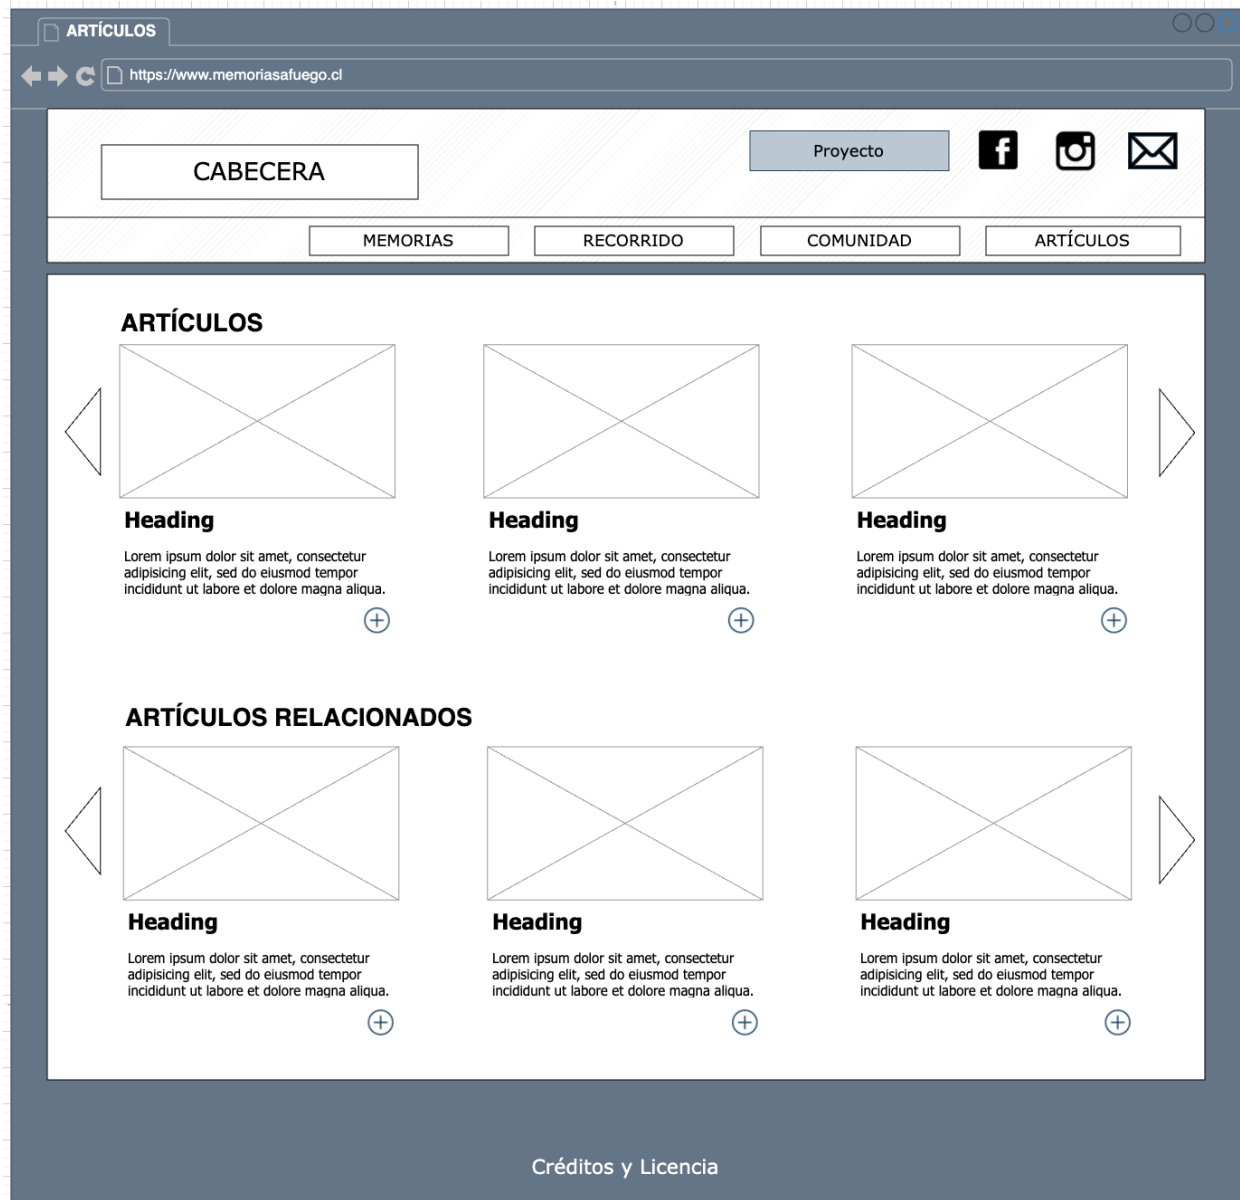 ARTÍCULOS
https://www.memoriasafuego.cl
CABECERA
Proyecto
MEMORIAS
RECORRIDO
COMUNIDAD
ARTÍCULOS
ARTÍCULOS
Heading
Lorem ipsum dolor sit amet, consectetur
adipisicing elit, sed do eiusmod tempor
incididunt ut labore et dolore magna aliqua.
Heading
Lorem ipsum dolor sit amet, consectetur
adipisicing elit, sed do eiusmod tempor
incididunt ut labore et dolore magna aliqua.
Heading
Lorem ipsum dolor sit amet, consectetur
adipisicing elit, sed do eiusmod tempor
incididunt ut labore et dolore magna aliqua.
ARTÍCULOS RELACIONADOS
Heading
Lorem ipsum dolor sit amet, consectetur
adipisicing elit, sed do eiusmod tempor
incididunt ut labore et dolore magna aliqua.
Heading
Lorem ipsum dolor sit amet, consectetur
adipisicing elit, sed do eiusmod tempor
incididunt ut labore et dolore magna aliqua.
Heading
Lorem ipsum dolor sit amet, consectetur
adipisicing elit, sed do eiusmod tempor
incididunt ut labore et dolore magna aliqua.
Créditos y Licencia